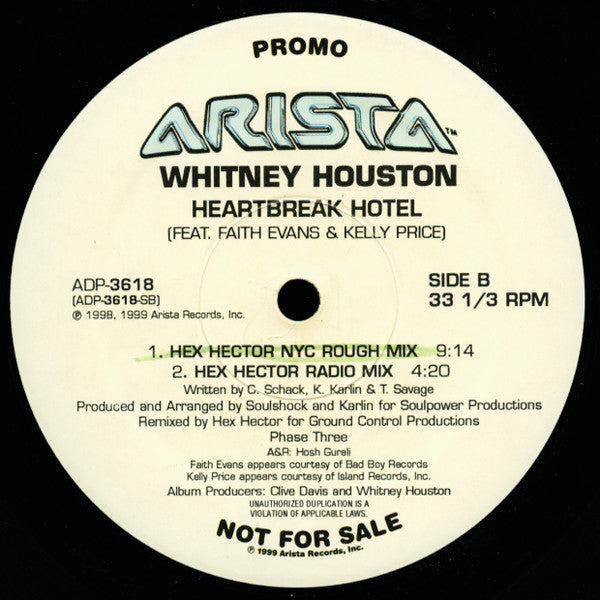 PROMO
ARISTA™
WHITNEY HOUSTON
HEARTBREAK HOTEL
(FEAT. FAITH EVANS & KELLY PRICE)
ADP-3618
(ADP-3618-SB)
℗ 1998, 1999 Arista Records, Inc.
SIDE B
33 1/3 RPM
1. HEX HECTOR NYC ROUGH MIX 9:14
2. HEX HECTOR RADIO MIX 4:20
Written by C. Schack, K. Karlin & T. Savage
Produced and Arranged by Soulshock and Karlin for Soulpower Productions
Remixed by Hex Hector for Ground Control Productions
Phase Three
A&R: Hosh Gureli
Faith Evans appears courtesy of Bad Boy Records
Kelly Price appears courtesy of Island Records, Inc.
Album Producers: Clive Davis and Whitney Houston
UNAUTHORIZED DUPLICATION IS A
VIOLATION OF APPLICABLE LAWS.
NOT FOR SALE
℗ 1999 Arista Records, Inc.